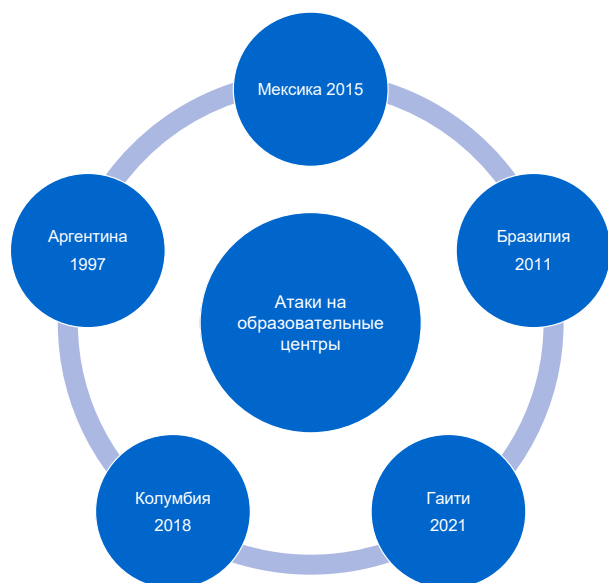 Мексика 2015
Аргентина
1997
Бразилия
2011
Атаки на
образовательные
центры
Колумбия
2018
Гаити
2021